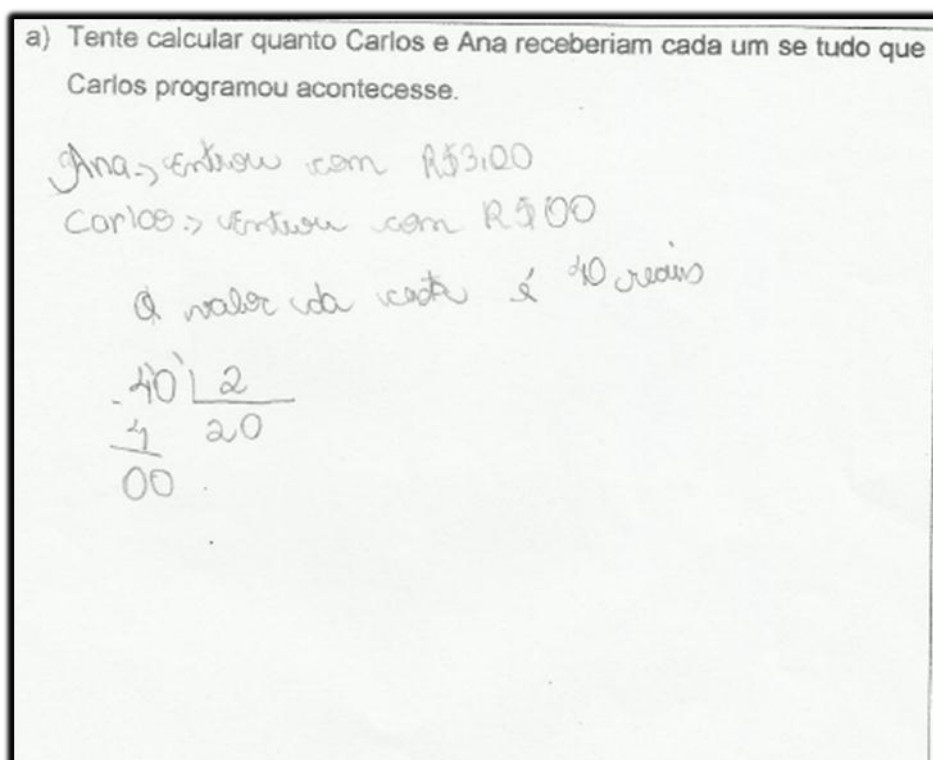 a) Tente calcular quanto Carlos e Ana receberiam cada um se tudo que
Carlos programou acontecesse.
Ana -> entrou com R$3,00
Carlos -> entrou com R$ 00
O valor da é 40 reais
40 2
4 20
00